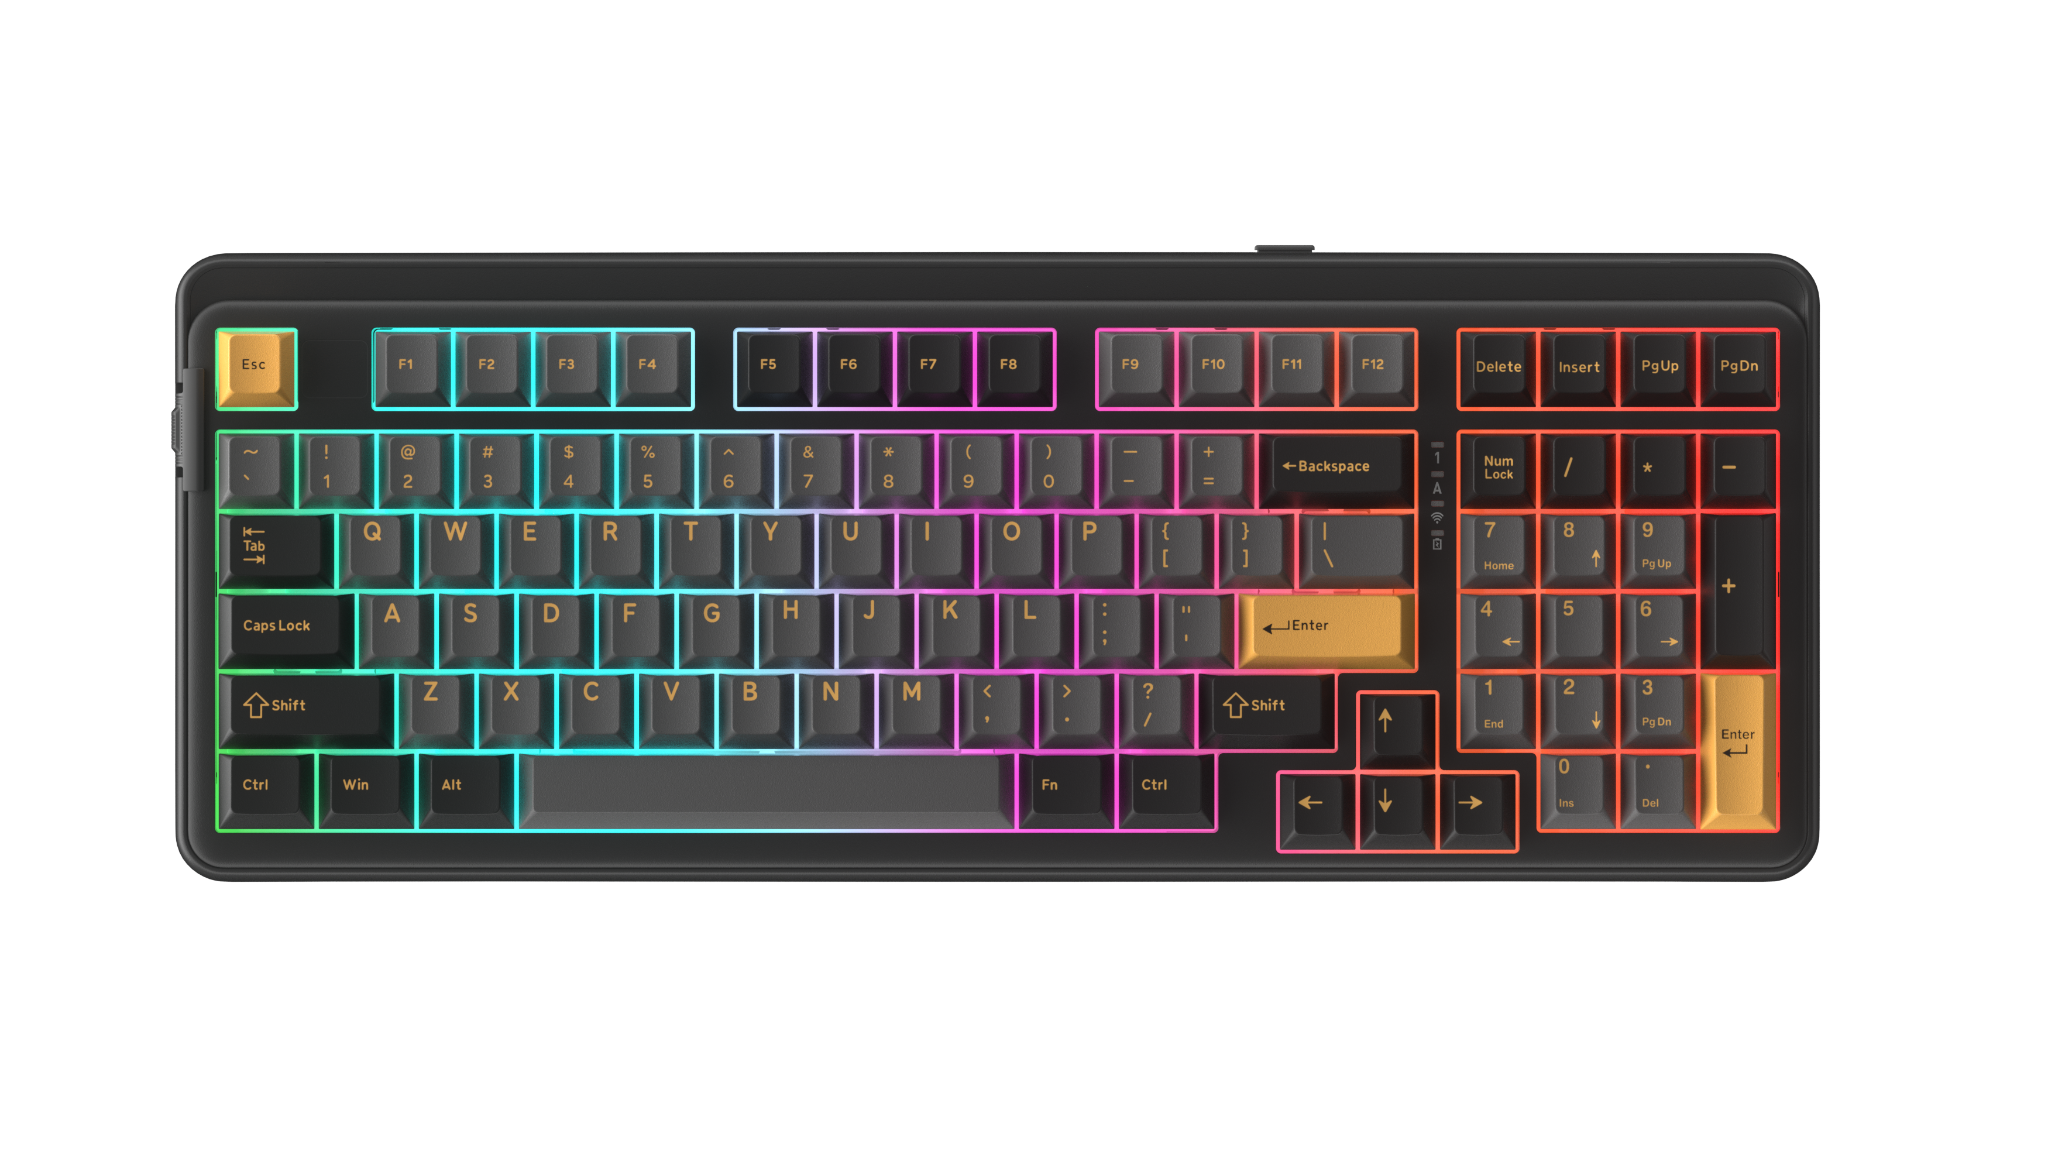 Esc F1 F2 F3 F4 F5 F6 F7 F8 F9 F10 F11 F12 Delete Insert PgUp PgDn
~ ! @ # $ % ^ & * ( ) — +
` 1 2 3 4 5 6 7 8 9 0 – = ←Backspace 1 Num Lock / * −
A
⇤ Tab ⇥ Q W E R T Y U I O P { [ } ] | \ 7 Home 8 ↑ 9 PgUp +
Caps Lock A S D F G H J K L : ; " ' ↵Enter 4 ← 5 6 →
⇧Shift Z X C V B N M < , > . ? / ⇧Shift ↑ 1 End 2 ↓ 3 PgDn Enter ↵
Ctrl Win Alt Fn Ctrl ← ↓ → 0 Ins . Del